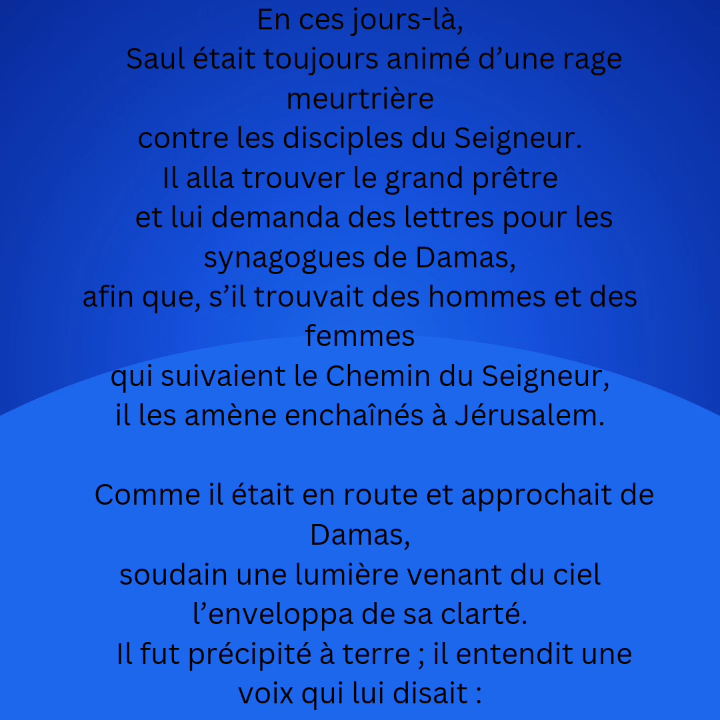 En ces jours-là,
Saul était toujours animé d’une rage
meurtrière
contre les disciples du Seigneur.
Il alla trouver le grand prêtre
et lui demanda des lettres pour les
synagogues de Damas,
afin que, s’il trouvait des hommes et des
femmes
qui suivaient le Chemin du Seigneur,
il les amène enchaînés à Jérusalem.
Comme il était en route et approchait de
Damas,
soudain une lumière venant du ciel
l’enveloppa de sa clarté.
Il fut précipité à terre ; il entendit une
voix qui lui disait :